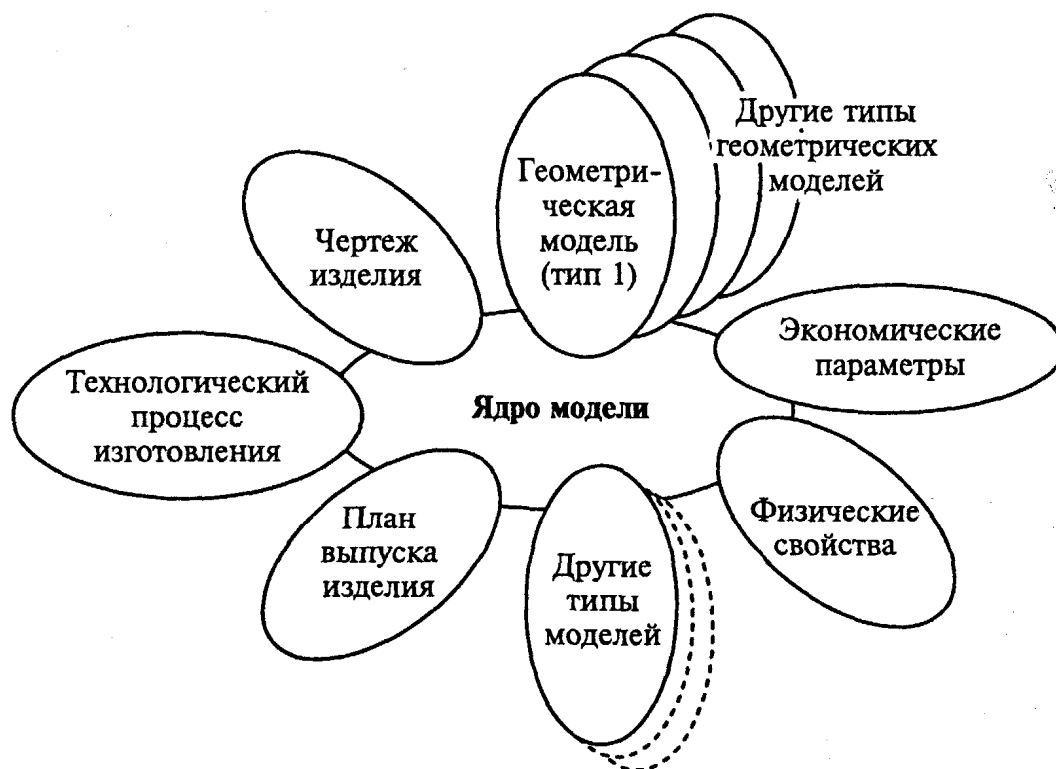 Другие типы
геометрических
моделей
Геометри-
ческая
модель
(тип 1)
Чертеж
изделия
Экономические
параметры
Технологический
процесс
изготовления
Ядро модели
План
выпуска
изделия
Другие
типы
моделей
Физические
свойства